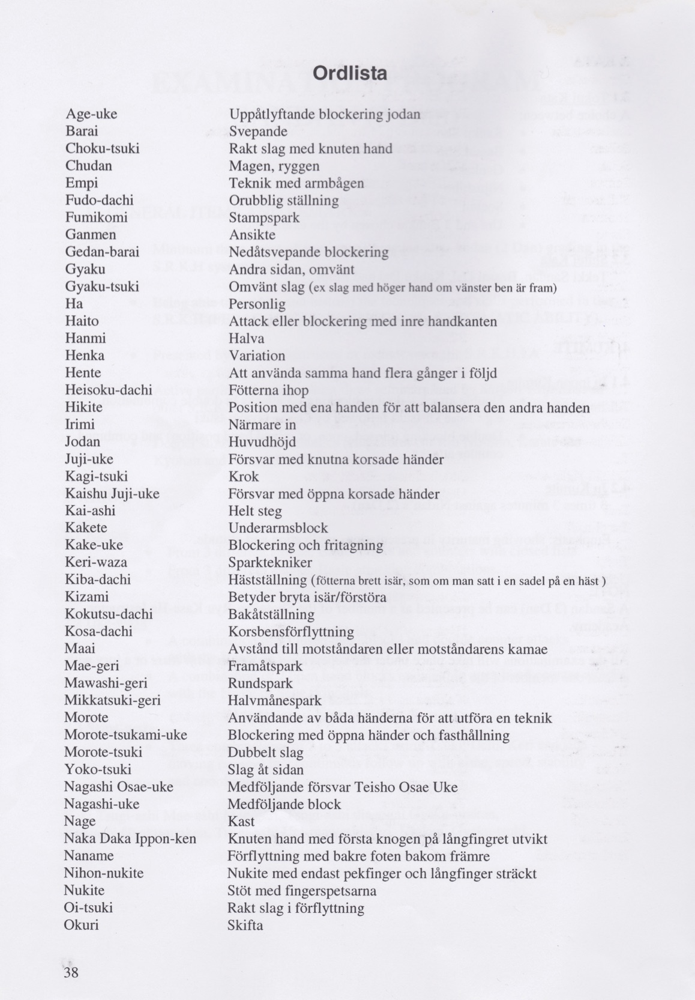 Ordlista
Age-uke Uppåtlyftande blockering jodan
Barai Svepande
Choku-tsuki Rakt slag med knuten hand
Chudan Magen, ryggen
Empi Teknik med armbågen
Fudo-dachi Orubblig ställning
Fumikomi Stampspark
Ganmen Ansikte
Gedan-barai Nedåtsvepande blockering
Gyaku Andra sidan, omvänt
Gyaku-tsuki Omvänt slag (ex slag med höger hand om vänster ben är fram)
Ha Personlig
Haito Attack eller blockering med inre handkanten
Hanmi Halva
Henka Variation
Hente Att använda samma hand flera gånger i följd
Heisoku-dachi Fötterna ihop
Hikite Position med ena handen för att balansera den andra handen
Irimi Närmare in
Jodan Huvudhöjd
Juji-uke Försvar med knutna korsade händer
Kagi-tsuki Krok
Kaishu Juji-uke Försvar med öppna korsade händer
Kai-ashi Helt steg
Kakete Underarmsblock
Kake-uke Blockering och fritagning
Keri-waza Sparktekniker
Kiba-dachi Hästställning (fötterna brett isär, som om man satt i en sadel på en häst )
Kizami Betyder bryta isär/förstöra
Kokutsu-dachi Bakåtställning
Kosa-dachi Korsbensförflyttning
Maai Avstånd till motståndaren eller motståndarens kamae
Mae-geri Framåtspark
Mawashi-geri Rundspark
Mikkatsuki-geri Halvmånespark
Morote Användande av båda händerna för att utföra en teknik
Morote-tsukami-uke Blockering med öppna händer och fasthållning
Morote-tsuki Dubbelt slag
Yoko-tsuki Slag åt sidan
Nagashi Osae-uke Medföljande försvar Teisho Osae Uke
Nagashi-uke Medföljande block
Nage Kast
Naka Daka Ippon-ken Knuten hand med första knogen på långfingret utvikt
Naname Förflyttning med bakre foten bakom främre
Nihon-nukite Nukite med endast pekfinger och långfinger sträckt
Nukite Stöt med fingerspetsarna
Oi-tsuki Rakt slag i förflyttning
Okuri Skifta
38